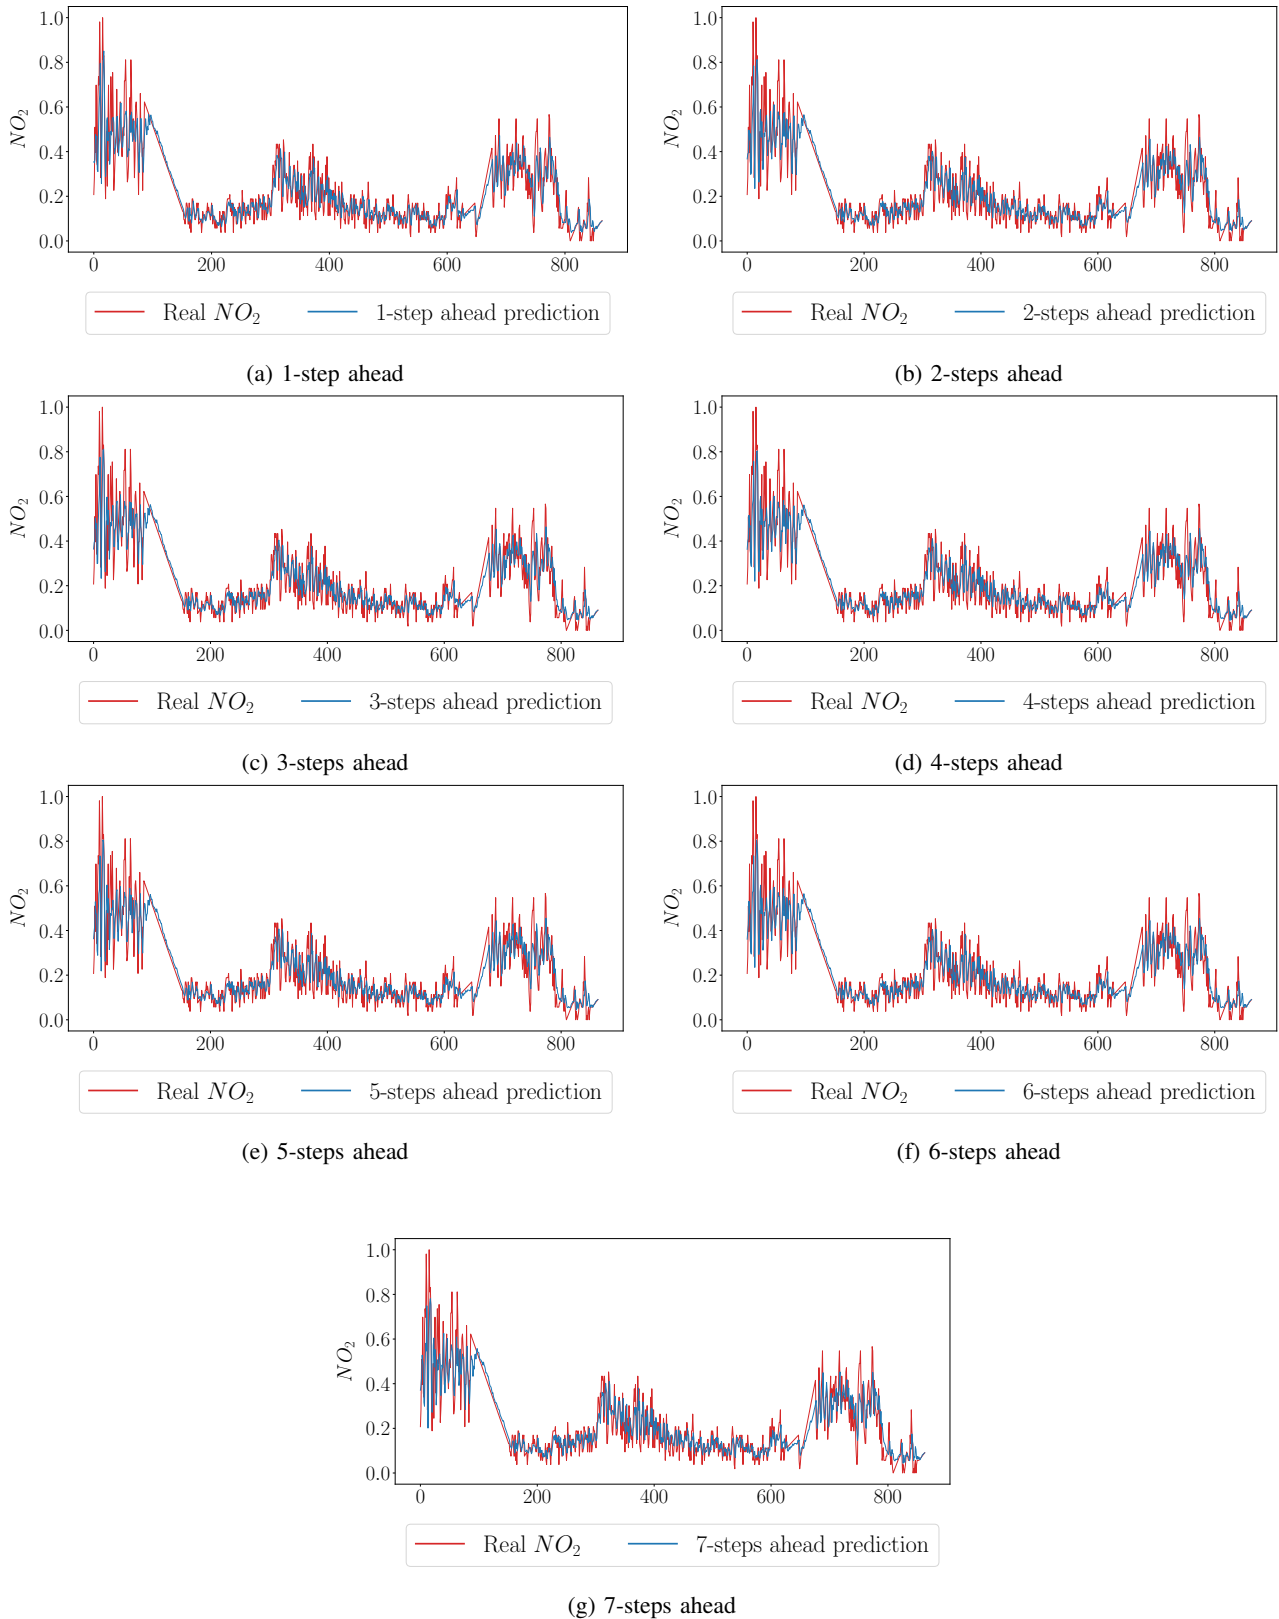 1.0
0.8
0.6
0.4
0.2
0.0
NO2
0 200 400 600 800
Real NO2 1-step ahead prediction
(a) 1-step ahead
1.0
0.8
0.6
0.4
0.2
0.0
NO2
0 200 400 600 800
Real NO2 2-steps ahead prediction
(b) 2-steps ahead
1.0
0.8
0.6
0.4
0.2
0.0
NO2
0 200 400 600 800
Real NO2 3-steps ahead prediction
(c) 3-steps ahead
1.0
0.8
0.6
0.4
0.2
0.0
NO2
0 200 400 600 800
Real NO2 4-steps ahead prediction
(d) 4-steps ahead
1.0
0.8
0.6
0.4
0.2
0.0
NO2
0 200 400 600 800
Real NO2 5-steps ahead prediction
(e) 5-steps ahead
1.0
0.8
0.6
0.4
0.2
0.0
NO2
0 200 400 600 800
Real NO2 6-steps ahead prediction
(f) 6-steps ahead
1.0
0.8
0.6
0.4
0.2
0.0
NO2
0 200 400 600 800
Real NO2 7-steps ahead prediction
(g) 7-steps ahead